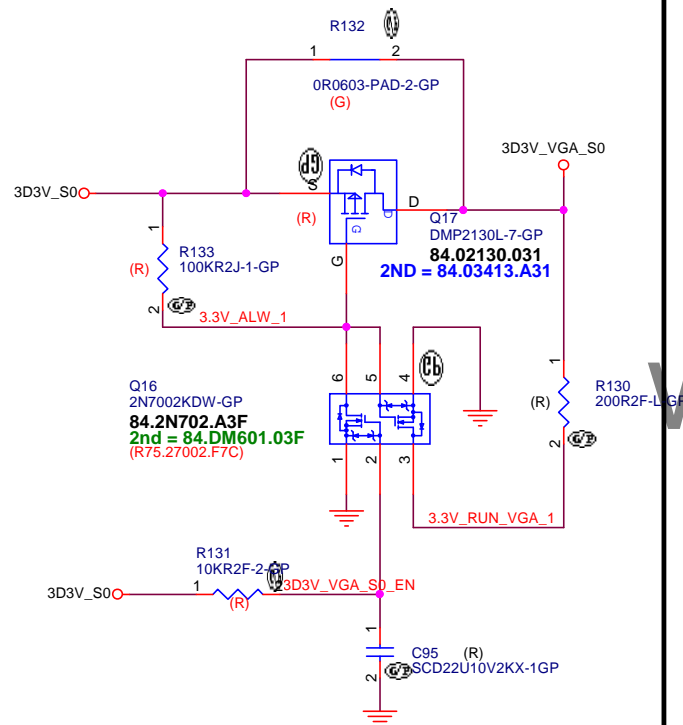 R132
1 2
0R0603-PAD-2-GP
(G)
3D3V_VGA_S0
3D3V_S0
S
(R)
D
D
G
Q17
DMP2130L-7-GP
84.02130.031
2ND = 84.03413.A31
1
R133
(R)
100KR2J-1-GP
2
G/P
G
3.3V_ALW_1
Q16
2N7002KDW-GP
84.2N702.A3F
2nd = 84.DM601.03F
(R75.27002.F7C)
6 5 4
1 2 3
1
R130
(R)
200R2F-L-GP
2
G/P
3.3V_RUN_VGA_1
R131
10KR2F-2-GP
3D3V_S0
1
(R)
3D3V_VGA_S0_EN
1
C95 (R)
SCD22U10V2KX-1GP
2
G/P